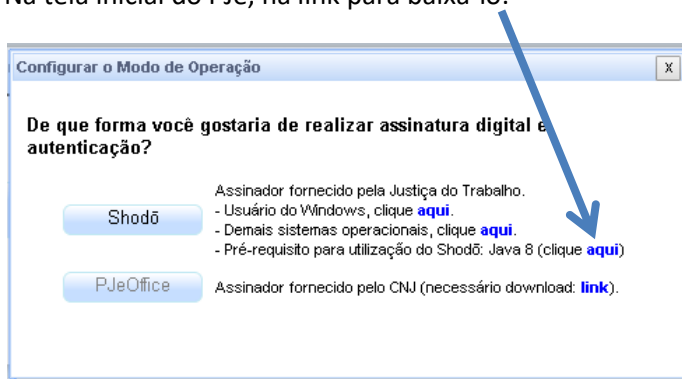 Na tela inicial do PJe, há link para baixá-lo.
Configurar o Modo de Operação
X
De que forma você gostaria de realizar assinatura digital e
autenticação?
Shodō
Assinador fornecido pela Justiça do Trabalho.
- Usuário do Windows, clique aqui.
- Demais sistemas operacionais, clique aqui.
- Pré-requisito para utilização do Shodō: Java 8 (clique aqui)
PJeOffice
Assinador fornecido pelo CNJ (necessário download: link).